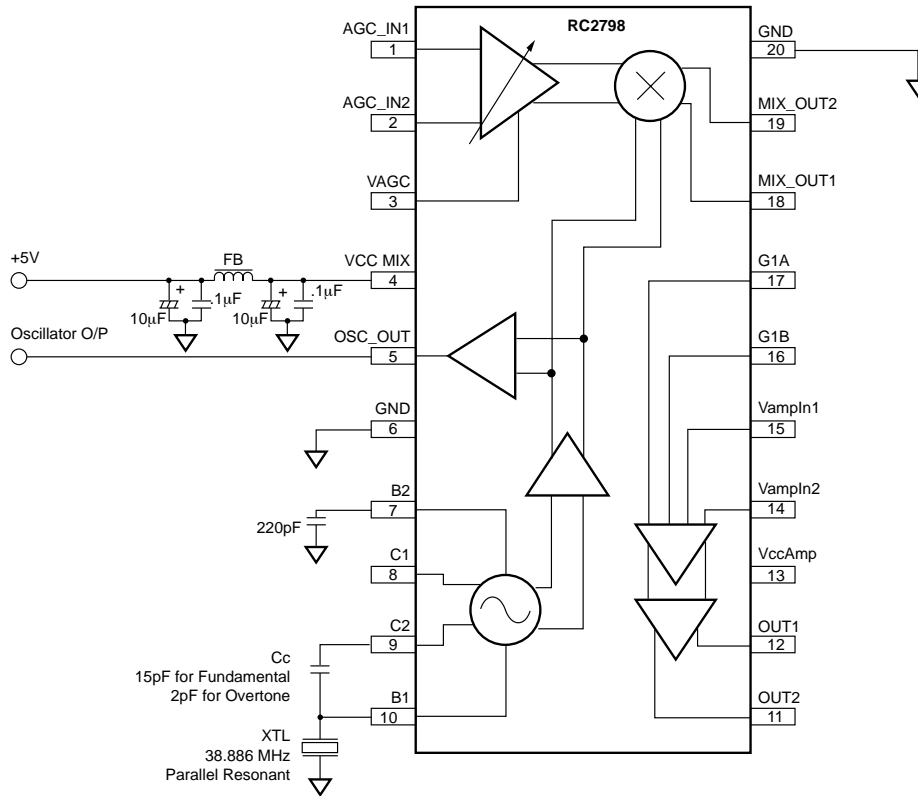 RC2798
AGC_IN1
1
AGC_IN2
2
VAGC
3
+5V
FB
VCC MIX
4
+
.1µF
+
.1µF
10µF
10µF
Oscillator O/P
OSC_OUT
5
GND
6
B2
7
220pF
C1
8
C2
9
Cc
15pF for Fundamental
2pF for Overtone
B1
10
XTL
38.886 MHz
Parallel Resonant
GND
20
MIX_OUT2
19
MIX_OUT1
18
G1A
17
G1B
16
VampIn1
15
VampIn2
14
VccAmp
13
OUT1
12
OUT2
11